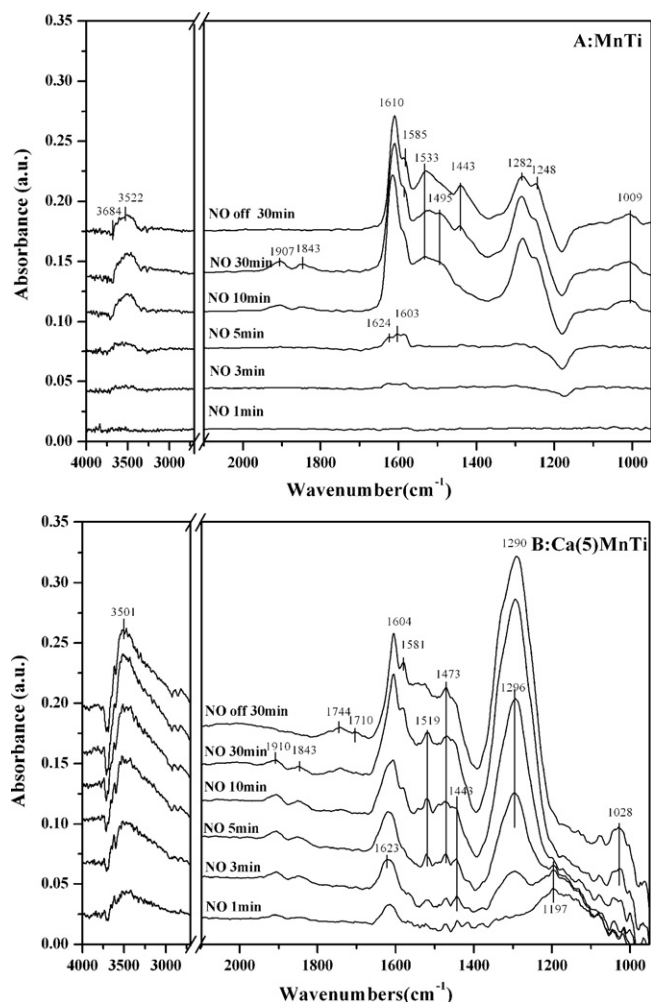 A:MnTi
0.35
0.30
0.25
0.20
0.15
0.10
0.05
0.00
Absorbance (a.u.)
3684
3522
1610
1585
1533
1495
1443
1282
1248
1009
1907
1843
1624
1603
NO off 30min
NO 30min
NO 10min
NO 5min
NO 3min
NO 1min
4000 3500 3000 2000 1800 1600 1400 1200 1000
Wavenumber(cm-1)
B:Ca(5)MnTi
0.35
0.30
0.25
0.20
0.15
0.10
0.05
0.00
Absorbance (a.u.)
3501
1290
1604
1581
1744
1710
1473
1519
1296
1910
1843
1443
1028
1623
1197
NO off 30min
NO 30min
NO 10min
NO 5min
NO 3min
NO 1min
4000 3500 3000 2000 1800 1600 1400 1200 1000
Wavenumbers(cm-1)